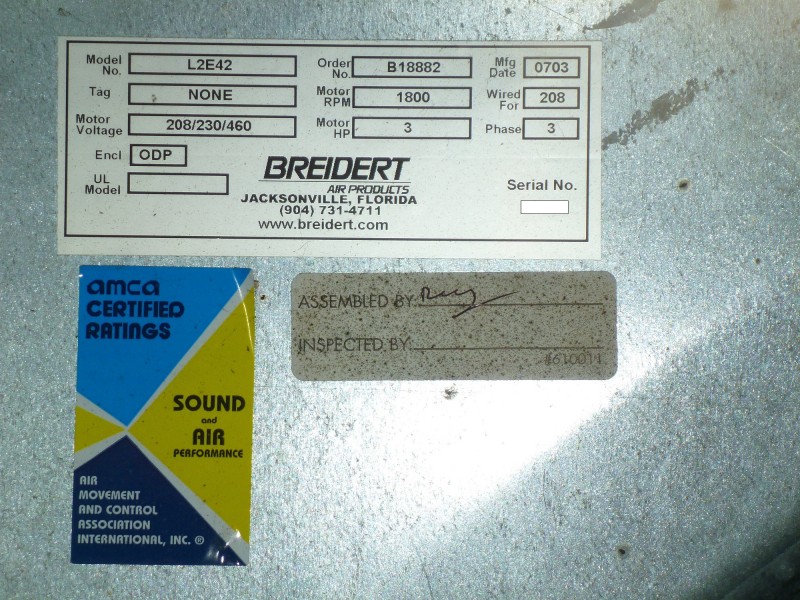 Model No. L2E42 Order No. B18882 Mfg Date 0703
Tag NONE Motor RPM 1800 Wired For 208
Motor Voltage 208/230/460 Motor HP 3 Phase 3
Encl ODP
UL Model
BREIDERT
AIR PRODUCTS
JACKSONVILLE, FLORIDA
(904) 731-4711
www.breidert.com
Serial No.
amca
CERTIFIED
RATINGS
SOUND
and
AIR
PERFORMANCE
AIR
MOVEMENT
AND CONTROL
ASSOCIATION
INTERNATIONAL, INC. ®
ASSEMBLED BY:
INSPECTED BY:
#610011